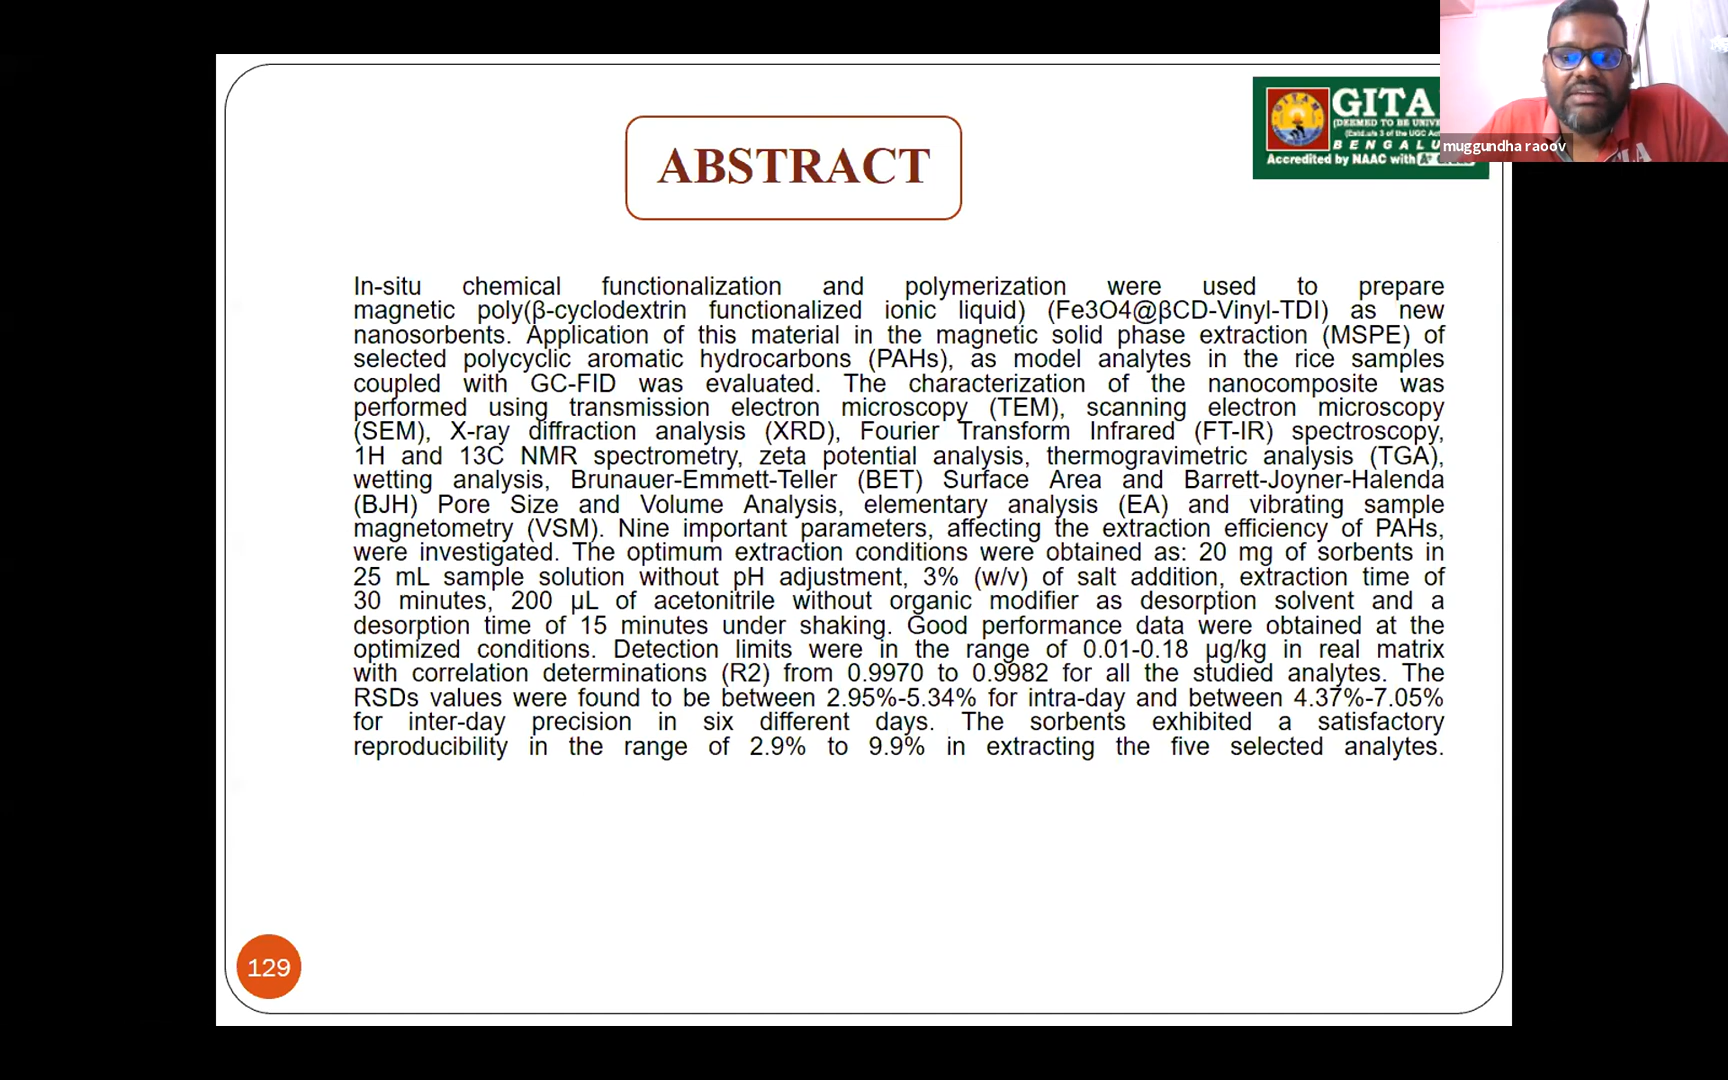 ABSTRACT
GITA
(DEEMED TO BE UNIVE
BENGALU
Accredited by NAAC with
muggundha raoov
In-situ chemical functionalization and polymerization were used to prepare
magnetic poly(β-cyclodextrin functionalized ionic liquid) (Fe3O4@βCD-Vinyl-TDI) as new
nanosorbents. Application of this material in the magnetic solid phase extraction (MSPE) of
selected polycyclic aromatic hydrocarbons (PAHs), as model analytes in the rice samples
coupled with GC-FID was evaluated. The characterization of the nanocomposite was
performed using transmission electron microscopy (TEM), scanning electron microscopy
(SEM), X-ray diffraction analysis (XRD), Fourier Transform Infrared (FT-IR) spectroscopy,
1H and 13C NMR spectrometry, zeta potential analysis, thermogravimetric analysis (TGA),
wetting analysis, Brunauer-Emmett-Teller (BET) Surface Area and Barrett-Joyner-Halenda
(BJH) Pore Size and Volume Analysis, elementary analysis (EA) and vibrating sample
magnetometry (VSM). Nine important parameters, affecting the extraction efficiency of PAHs,
were investigated. The optimum extraction conditions were obtained as: 20 mg of sorbents in
25 mL sample solution without pH adjustment, 3% (w/v) of salt addition, extraction time of
30 minutes, 200 µL of acetonitrile without organic modifier as desorption solvent and a
desorption time of 15 minutes under shaking. Good performance data were obtained at the
optimized conditions. Detection limits were in the range of 0.01-0.18 µg/kg in real matrix
with correlation determinations (R2) from 0.9970 to 0.9982 for all the studied analytes. The
RSDs values were found to be between 2.95%-5.34% for intra-day and between 4.37%-7.05%
for inter-day precision in six different days. The sorbents exhibited a satisfactory
reproducibility in the range of 2.9% to 9.9% in extracting the five selected analytes.
129